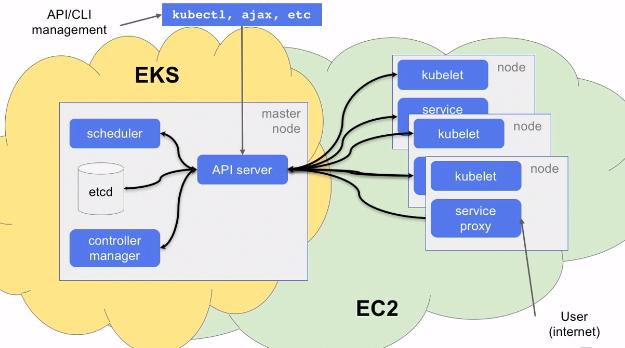 API/CLI
management
kubectl, ajax, etc
EKS
master
node
scheduler
etcd
controller
manager
API server
node
kubelet
service
node
kubelet
node
kubelet
service
proxy
EC2
User
(internet)